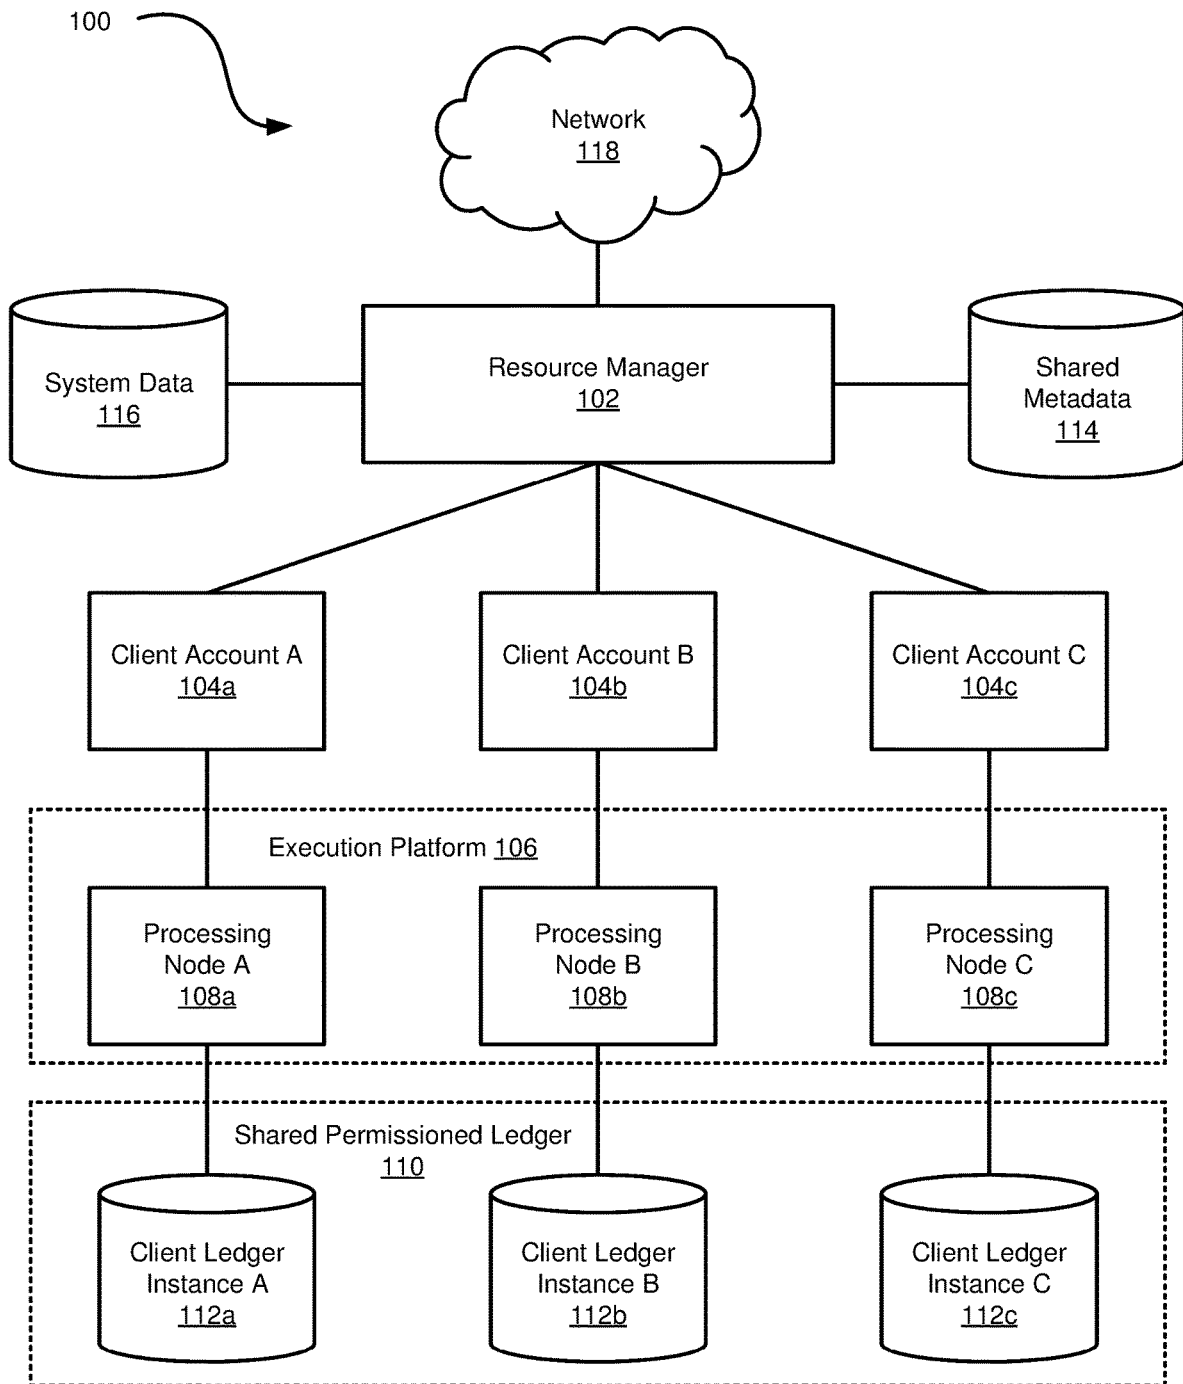 100
Network
118
System Data
116
Resource Manager
102
Shared
Metadata
114
Client Account A
104a
Client Account B
104b
Client Account C
104c
Execution Platform 106
Processing
Node A
108a
Processing
Node B
108b
Processing
Node C
108c
Shared Permissioned Ledger
110
Client Ledger
Instance A
112a
Client Ledger
Instance B
112b
Client Ledger
Instance C
112c